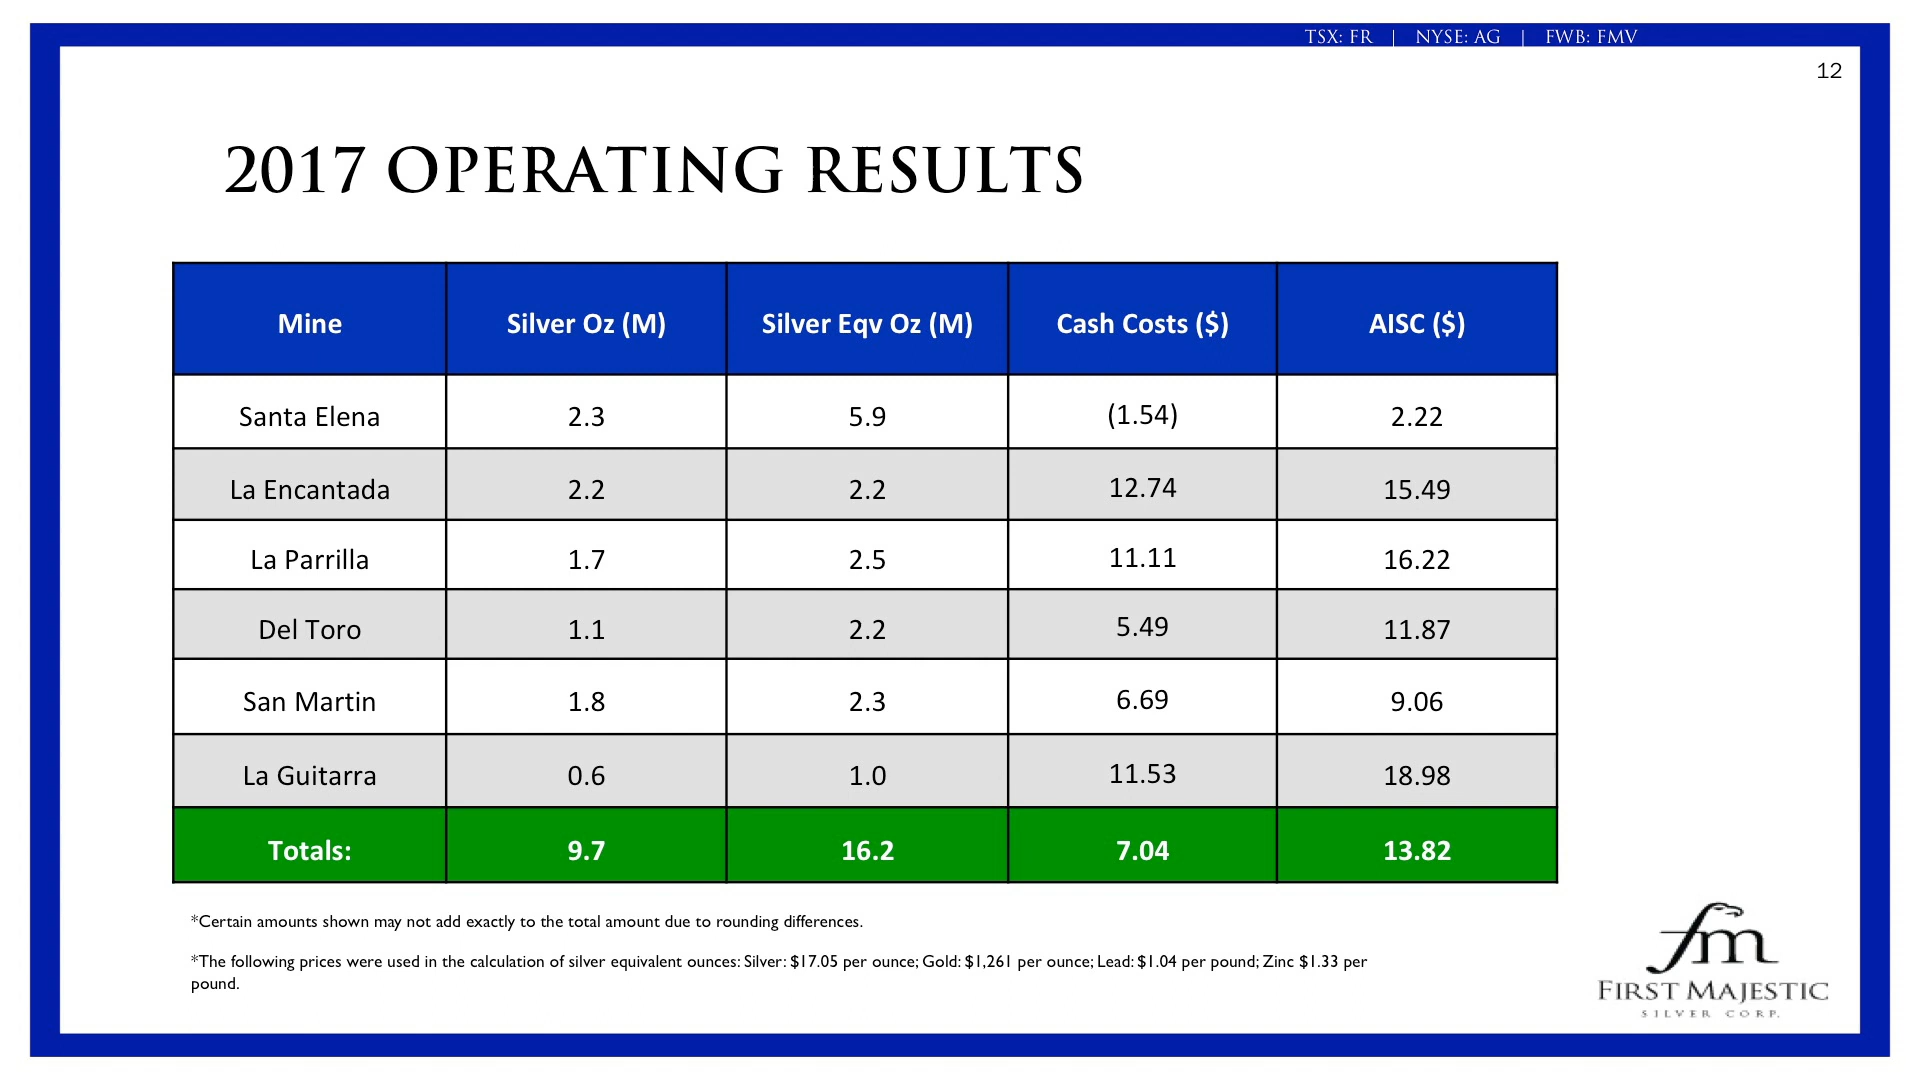 TSX: FR | NYSE: AG | FWB: FMV
12
2017 OPERATING RESULTS
Mine Silver Oz (M) Silver Eqv Oz (M) Cash Costs ($) AISC ($)
Santa Elena 2.3 5.9 (1.54) 2.22
La Encantada 2.2 2.2 12.74 15.49
La Parrilla 1.7 2.5 11.11 16.22
Del Toro 1.1 2.2 5.49 11.87
San Martin 1.8 2.3 6.69 9.06
La Guitarra 0.6 1.0 11.53 18.98
Totals: 9.7 16.2 7.04 13.82
*Certain amounts shown may not add exactly to the total amount due to rounding differences.
*The following prices were used in the calculation of silver equivalent ounces: Silver: $17.05 per ounce; Gold: $1,261 per ounce; Lead: $1.04 per pound; Zinc $1.33 per
pound.
fm
FIRST MAJESTIC
SILVER CORP.